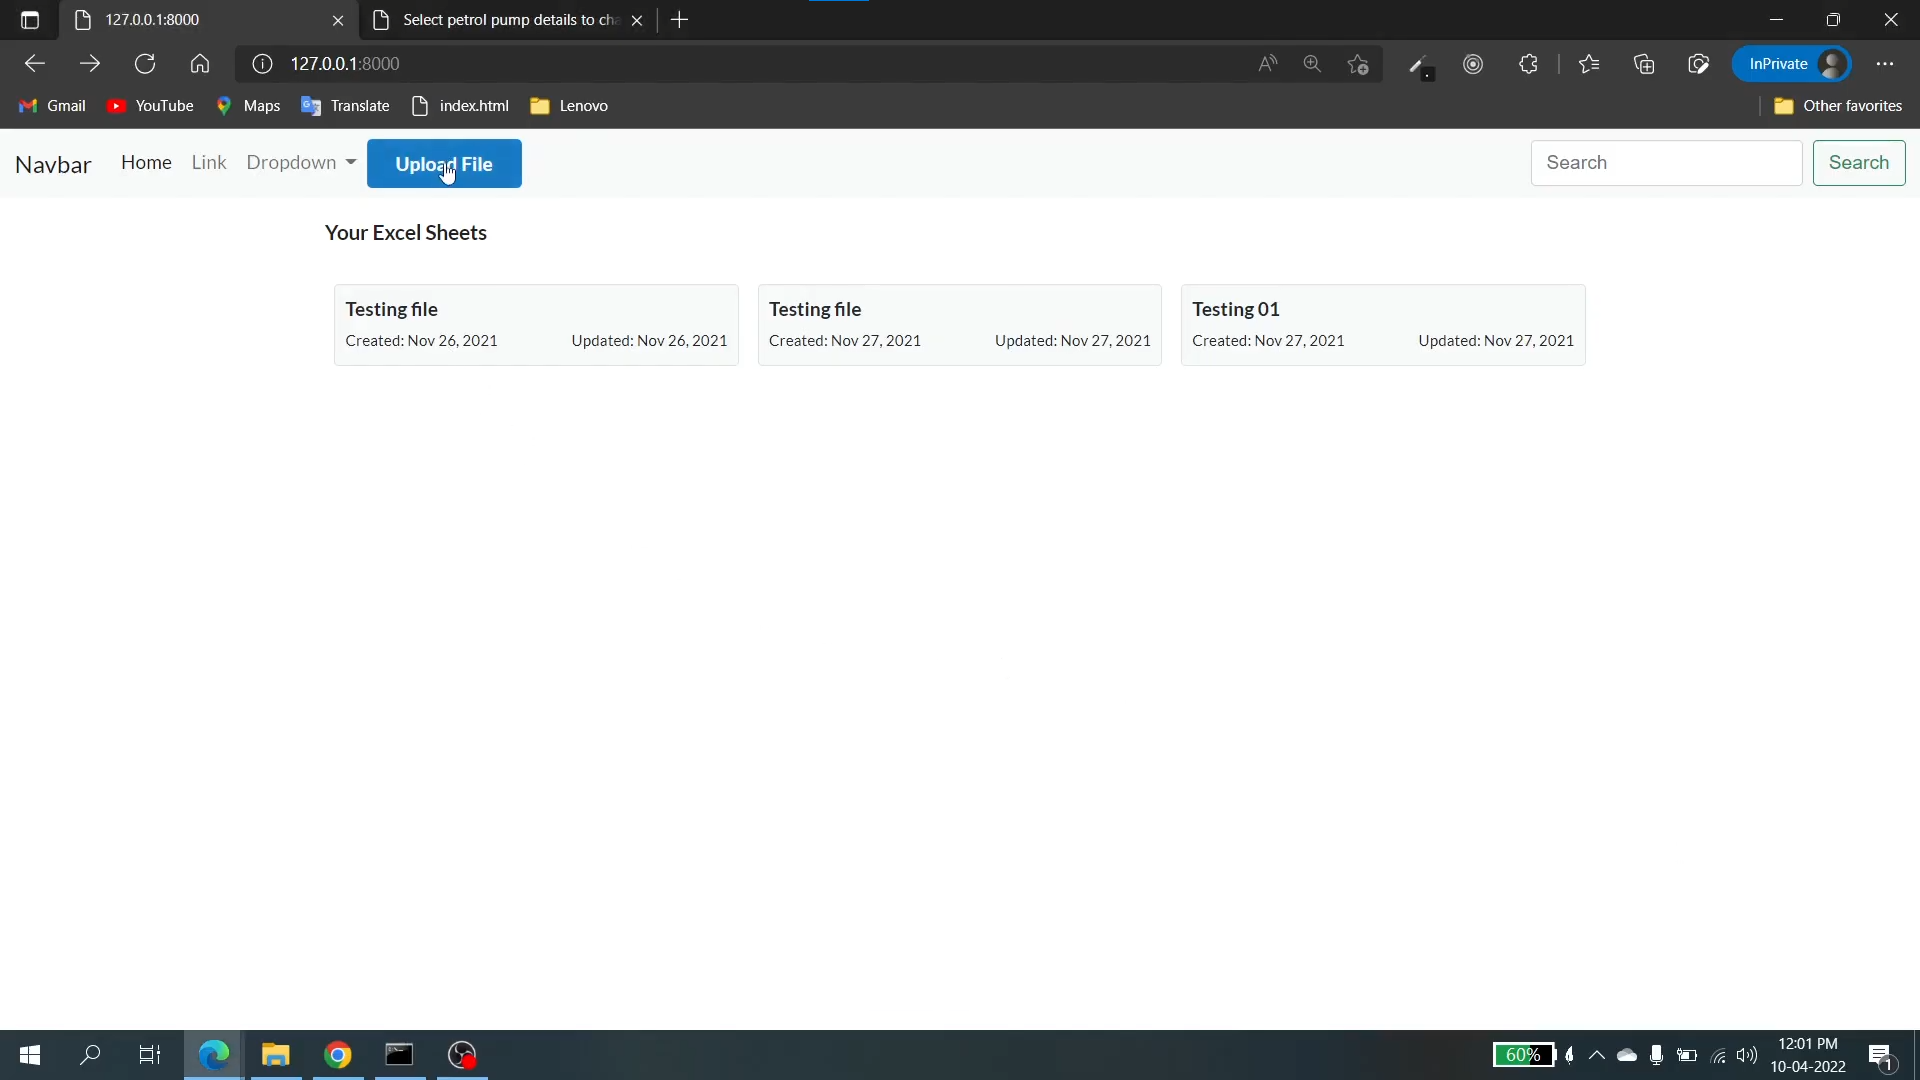 127.0.0.1:8000
Select petrol pump details to cha
127.0.0.1:8000
InPrivate
Gmail
YouTube
Maps
Translate
index.html
Lenovo
Other favorites
Navbar
Home
Link
Dropdown
Upload File
Search
Search
Your Excel Sheets
Testing file
Created: Nov 26, 2021
Updated: Nov 26, 2021
Testing file
Created: Nov 27, 2021
Updated: Nov 27, 2021
Testing 01
Created: Nov 27, 2021
Updated: Nov 27, 2021
60%
12:01 PM
10-04-2022
1